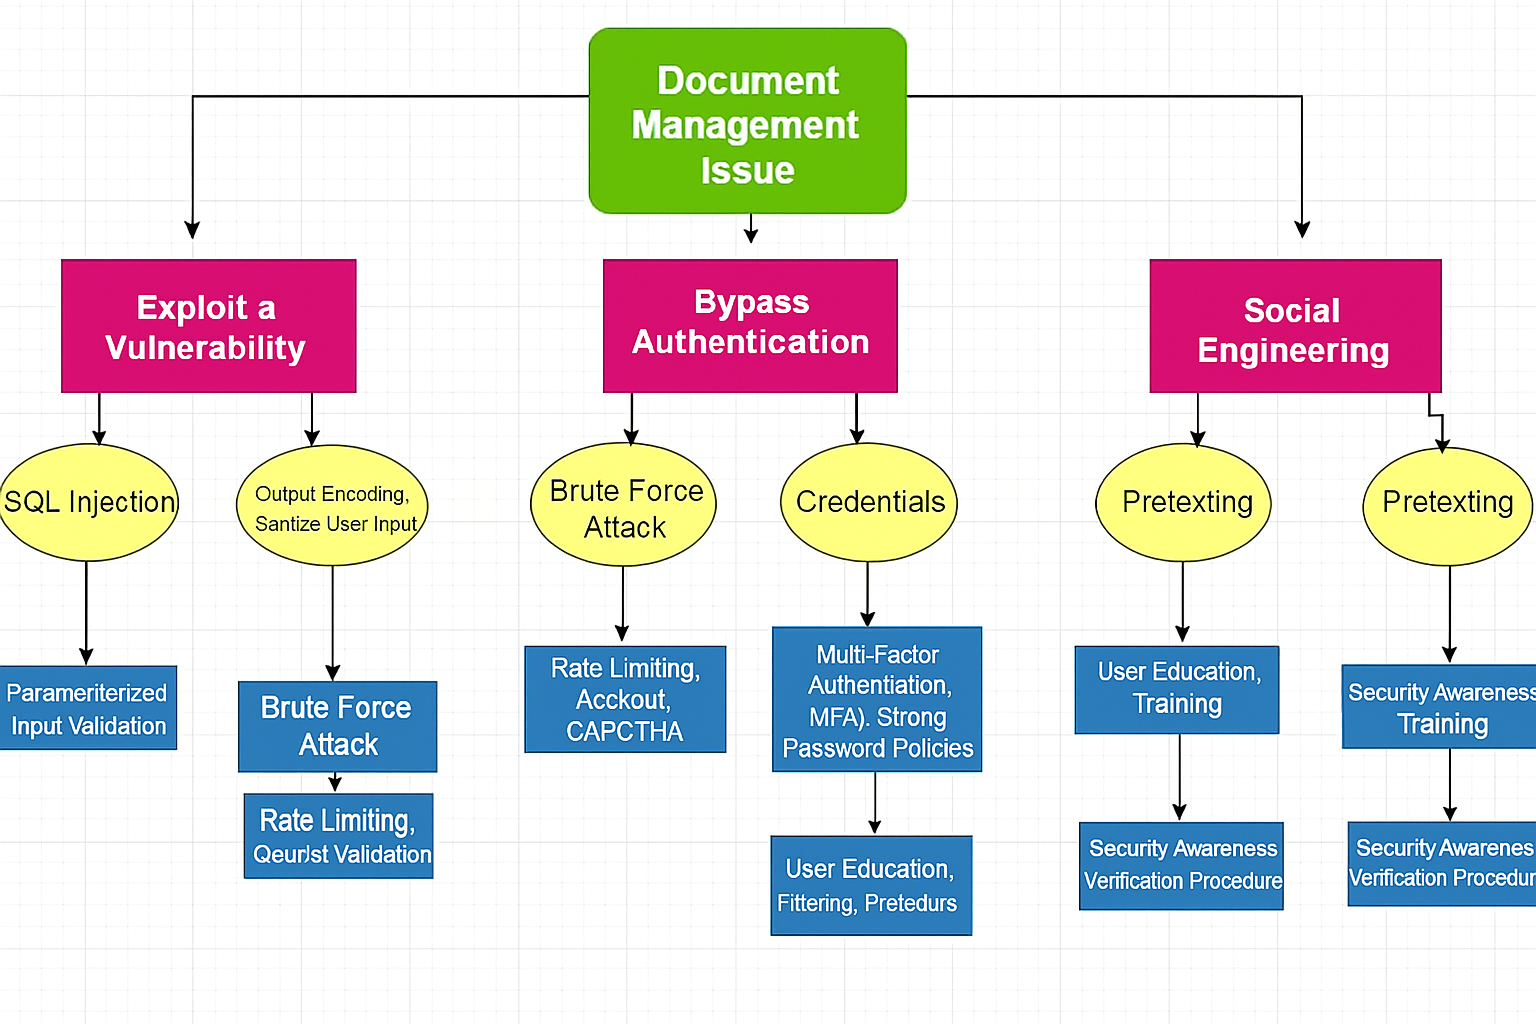 Document
Management
Issue
Exploit a
Vulnerability
Bypass
Authentication
Social
Engineering
SQL Injection
Output Encoding,
Santize User Input
Brute Force
Attack
Credentials
Pretexting
Pretexting
Parameriterized
Input Validation
Brute Force
Attack
Rate Limiting,
Validation
Rate Limiting,
Ackout,
CAPCTHA
Multi-Factor
Authentiation,
MFA). Strong
Password Policies
User Education,
Fittering, Pretedurs
User Education,
Training
Security Awareness
Verification Procedure
Security Awareness
Training
Security Awarenes
Verification Procedur